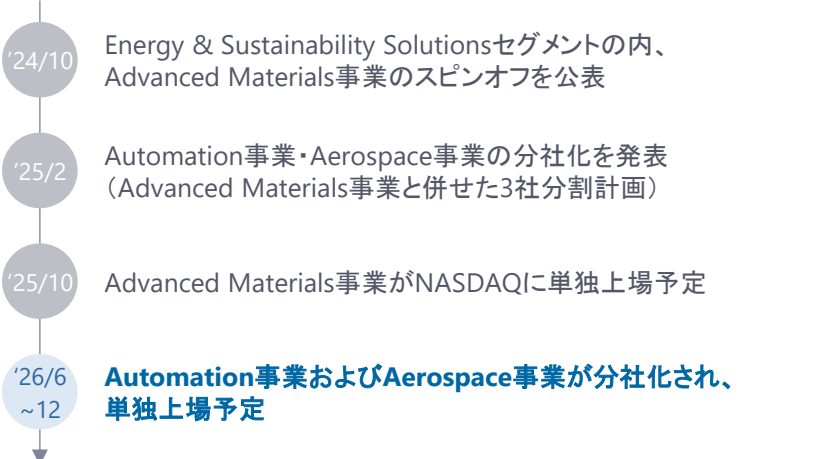 '24/10
Energy & Sustainability Solutionsセグメントの内、
Advanced Materials事業のスピンオフを公表
'25/2
Automation事業・Aerospace事業の分社化を発表
（Advanced Materials事業と併せた3社分割計画）
'25/10
Advanced Materials事業がNASDAQに単独上場予定
'26/6
~12
Automation事業およびAerospace事業が分社化され、
単独上場予定